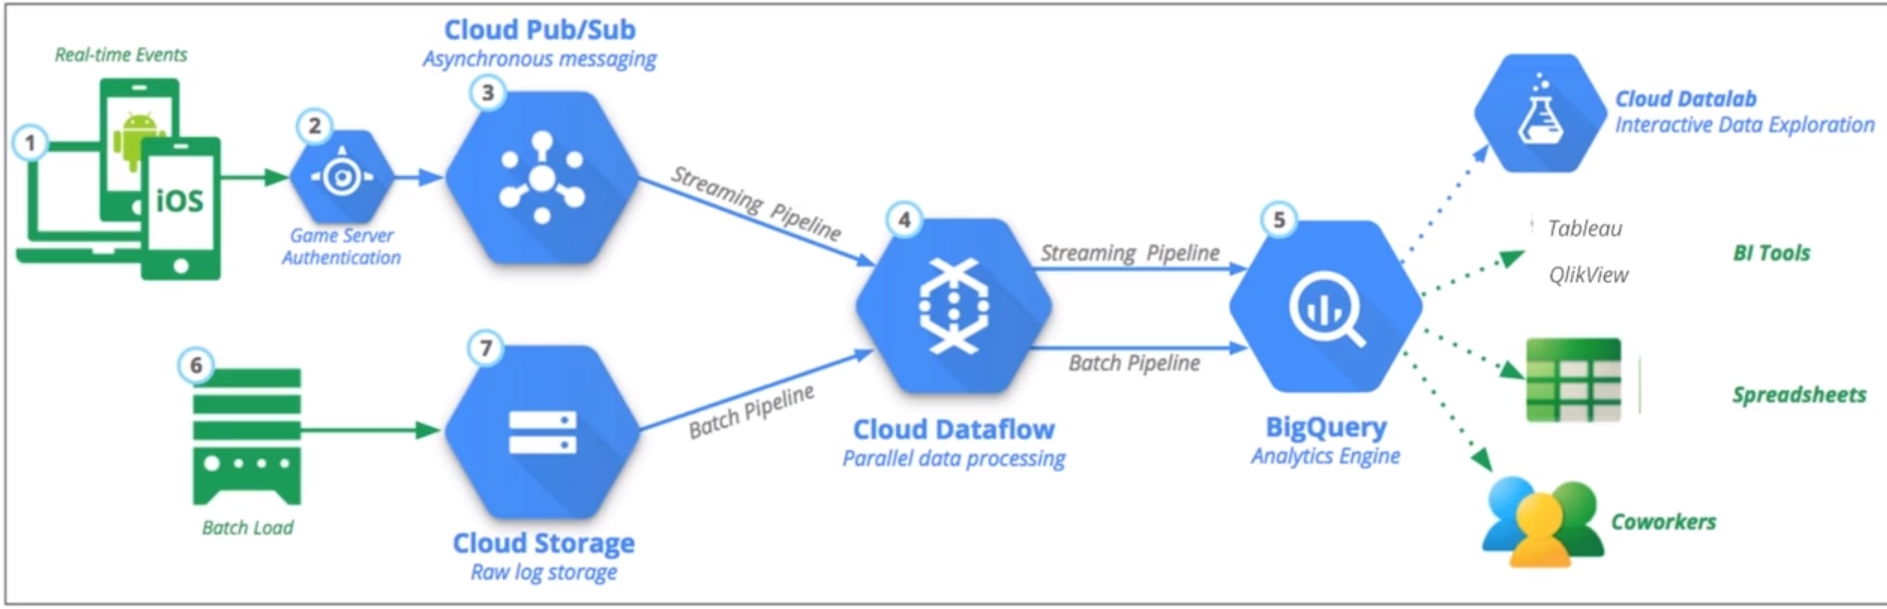 Cloud Pub/Sub
Asynchronous messaging
Real-time Events
1
iOS
2
Game Server
Authentication
3
Streaming Pipeline
4
Streaming Pipeline
Batch Pipeline
Cloud Dataflow
Parallel data processing
5
BigQuery
Analytics Engine
Cloud Datalab
Interactive Data Exploration
Tableau
QlikView
BI Tools
Spreadsheets
Coworkers
6
Batch Load
7
Batch Pipeline
Cloud Storage
Raw log storage